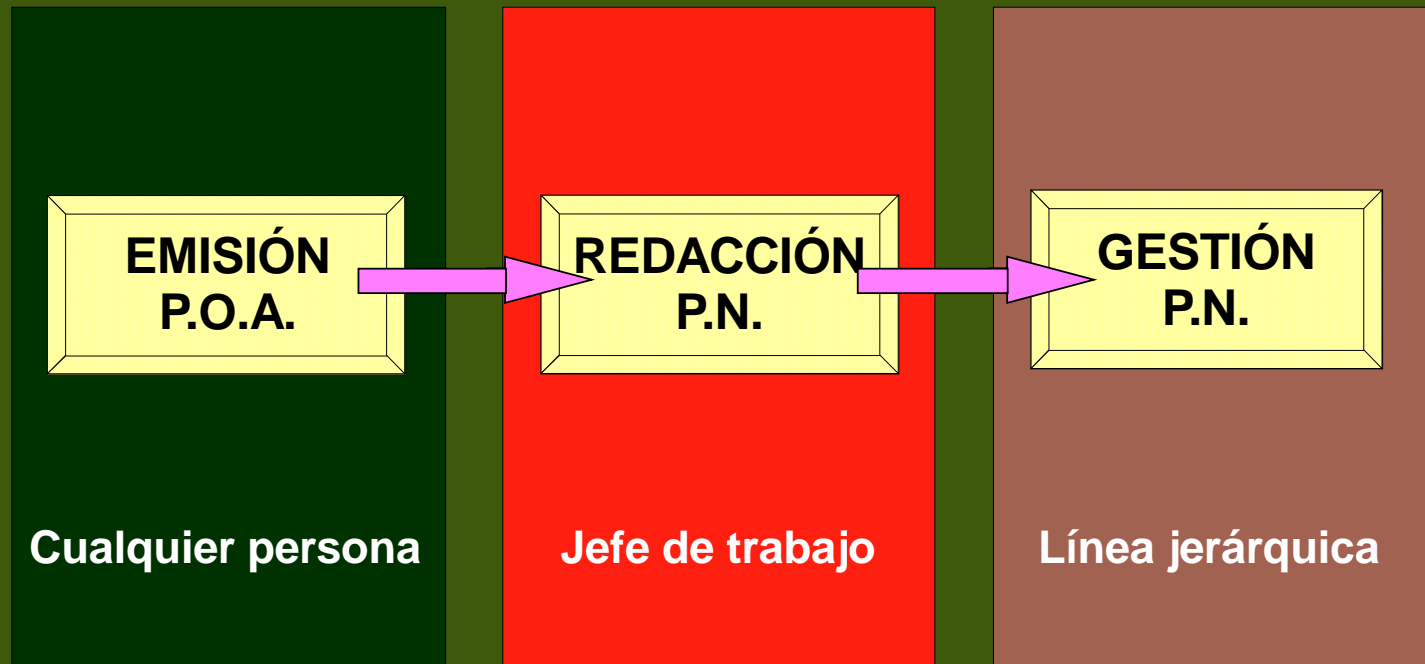 EMISIÓN
P.O.A.
REDACCIÓN
P.N.
GESTIÓN
P.N.
Cualquier persona
Jefe de trabajo
Línea jerárquica